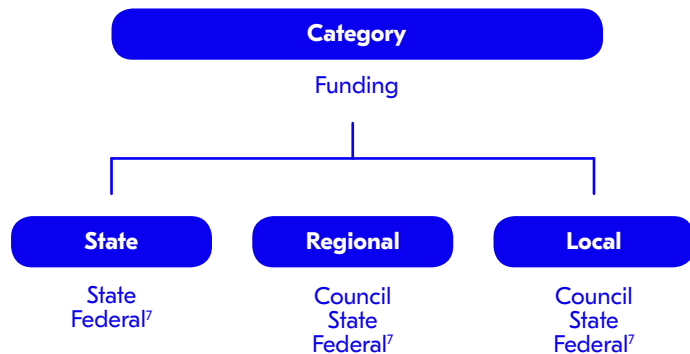 Category
Funding
State
Regional
Local
State
Federal⁷
Council
State
Federal⁷
Council
State
Federal⁷